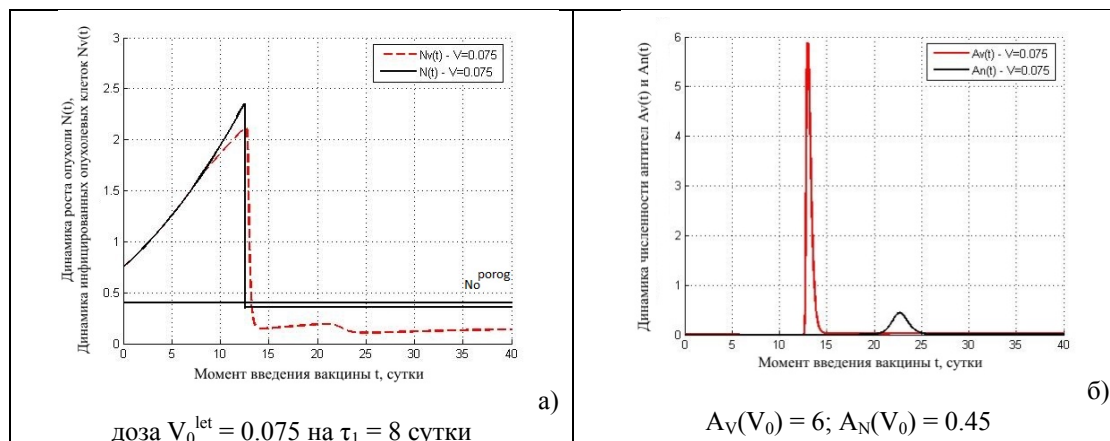 Динамика роста опухоли N(t),
Динамика инфицированных опухолевых клеток Nv(t)
3
2.5
2
1.5
1
0.5
0
Nv(t) - V=0.075
N(t) - V=0.075
No porog
0 5 10 15 20 25 30 35 40
Момент введения вакцины t, сутки
а)
доза V₀ˡᵉᵗ = 0.075 на τ₁ = 8 сутки
Динамика численности антител Av(t) и An(t)
6
5
4
3
2
1
0
Av(t) - V=0.075
An(t) - V=0.075
0 5 10 15 20 25 30 35 40
Момент введения вакцины t, сутки
б)
A_V(V₀) = 6; A_N(V₀) = 0.45